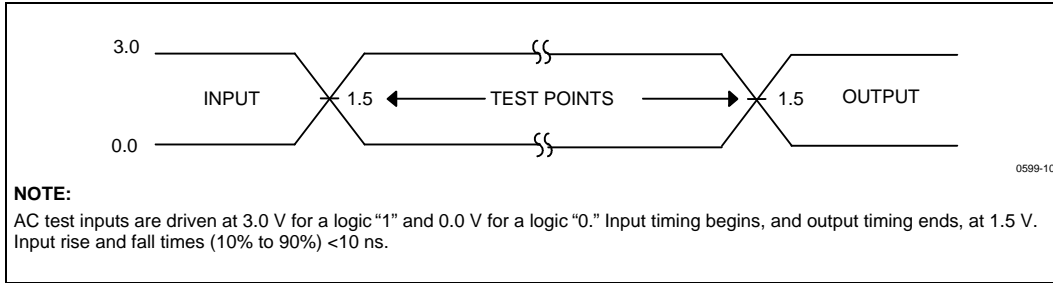 3.0
INPUT 1.5 TEST POINTS 1.5 OUTPUT
0.0
0599-10
NOTE:
AC test inputs are driven at 3.0 V for a logic “1” and 0.0 V for a logic “0.” Input timing begins, and output timing ends, at 1.5 V.
Input rise and fall times (10% to 90%) <10 ns.